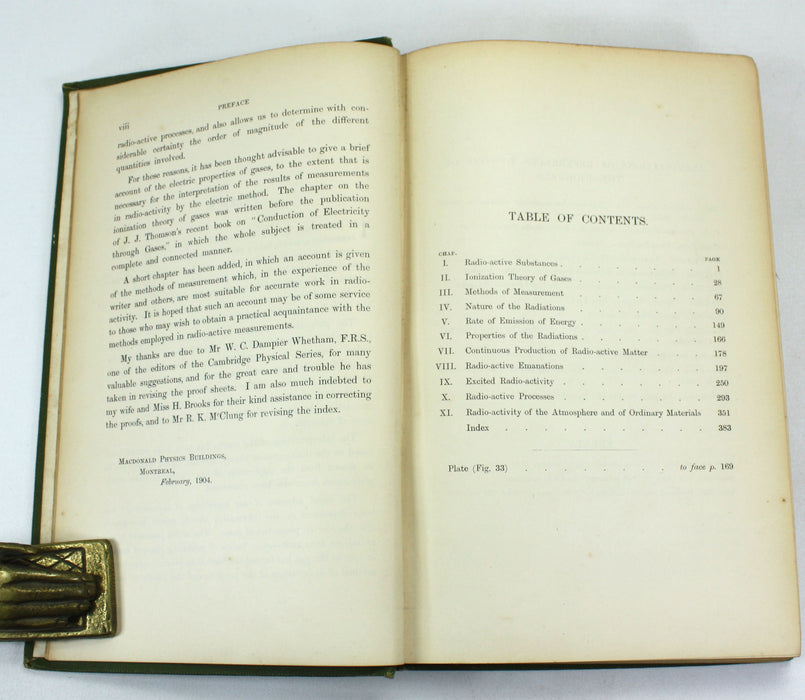 viii
PREFACE
radio-active processes, and also allows us to determine with con-
siderable certainty the order of magnitude of the different
quantities involved.
For these reasons, it has been thought advisable to give a brief
account of the electric properties of gases, to the extent that is
necessary for the interpretation of the results of measurements
in radio-activity by the electric method. The chapter on the
ionization theory of gases was written before the publication
of J. J. Thomson's recent book on "Conduction of Electricity
through Gases," in which the whole subject is treated in a
complete and connected manner.
A short chapter has been added, in which an account is given
of the methods of measurement which, in the experience of the
writer and others, are most suitable for accurate work in radio-
activity. It is hoped that such an account may be of some service
to those who may wish to obtain a practical acquaintance with the
methods employed in radio-active measurements.
My thanks are due to Mr W. C. Dampier Whetham, F.R.S.,
one of the editors of the Cambridge Physical Series, for many
valuable suggestions, and for the great care and trouble he has
taken in revising the proof sheets. I am also much indebted to
my wife and Miss H. Brooks for their kind assistance in correcting
the proofs, and to Mr R. K. McClung for revising the index.
MACDONALD PHYSICS BUILDINGS,
MONTREAL,
February, 1904.
TABLE OF CONTENTS.
CHAP. PAGE
I. Radio-active Substances . . . . . . . 1
II. Ionization Theory of Gases . . . . . . 28
III. Methods of Measurement . . . . . . 67
IV. Nature of the Radiations . . . . . . 90
V. Rate of Emission of Energy . . . . . . 149
VI. Properties of the Radiations . . . . . . 166
VII. Continuous Production of Radio-active Matter . . . 178
VIII. Radio-active Emanations . . . . . . 197
IX. Excited Radio-activity . . . . . . 250
X. Radio-active Processes . . . . . . 293
XI. Radio-activity of the Atmosphere and of Ordinary Materials 351
Index . . . . . . . . 383
Plate (Fig. 33) . . . . . . . to face p. 169